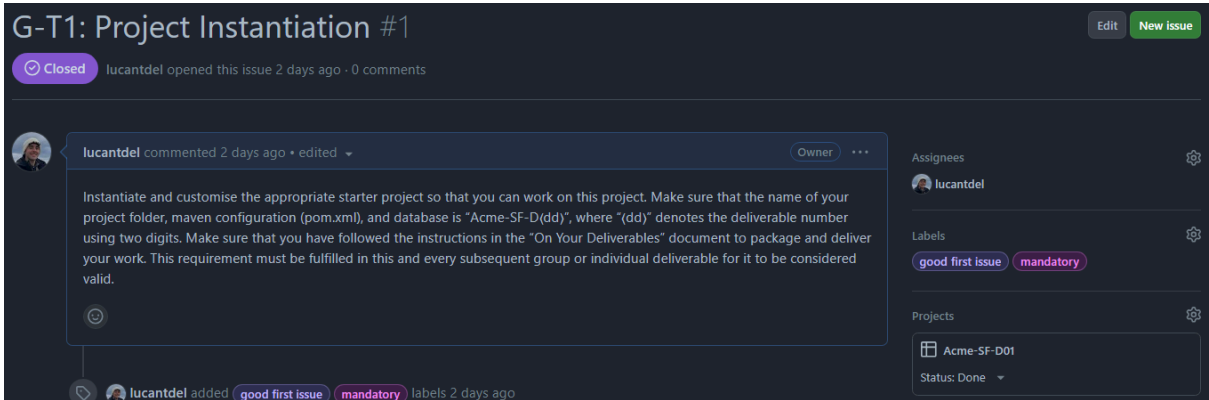 G-T1: Project Instantiation #1
Edit
New issue
Closed
lucantdel opened this issue 2 days ago · 0 comments
lucantdel commented 2 days ago • edited
Owner
Instantiate and customise the appropriate starter project so that you can work on this project. Make sure that the name of your
project folder, maven configuration (pom.xml), and database is “Acme-SF-D(dd)”, where “(dd)” denotes the deliverable number
using two digits. Make sure that you have followed the instructions in the “On Your Deliverables” document to package and deliver
your work. This requirement must be fulfilled in this and every subsequent group or individual deliverable for it to be considered
valid.
lucantdel added good first issue mandatory labels 2 days ago
Assignees
lucantdel
Labels
good first issue mandatory
Projects
Acme-SF-D01
Status: Done